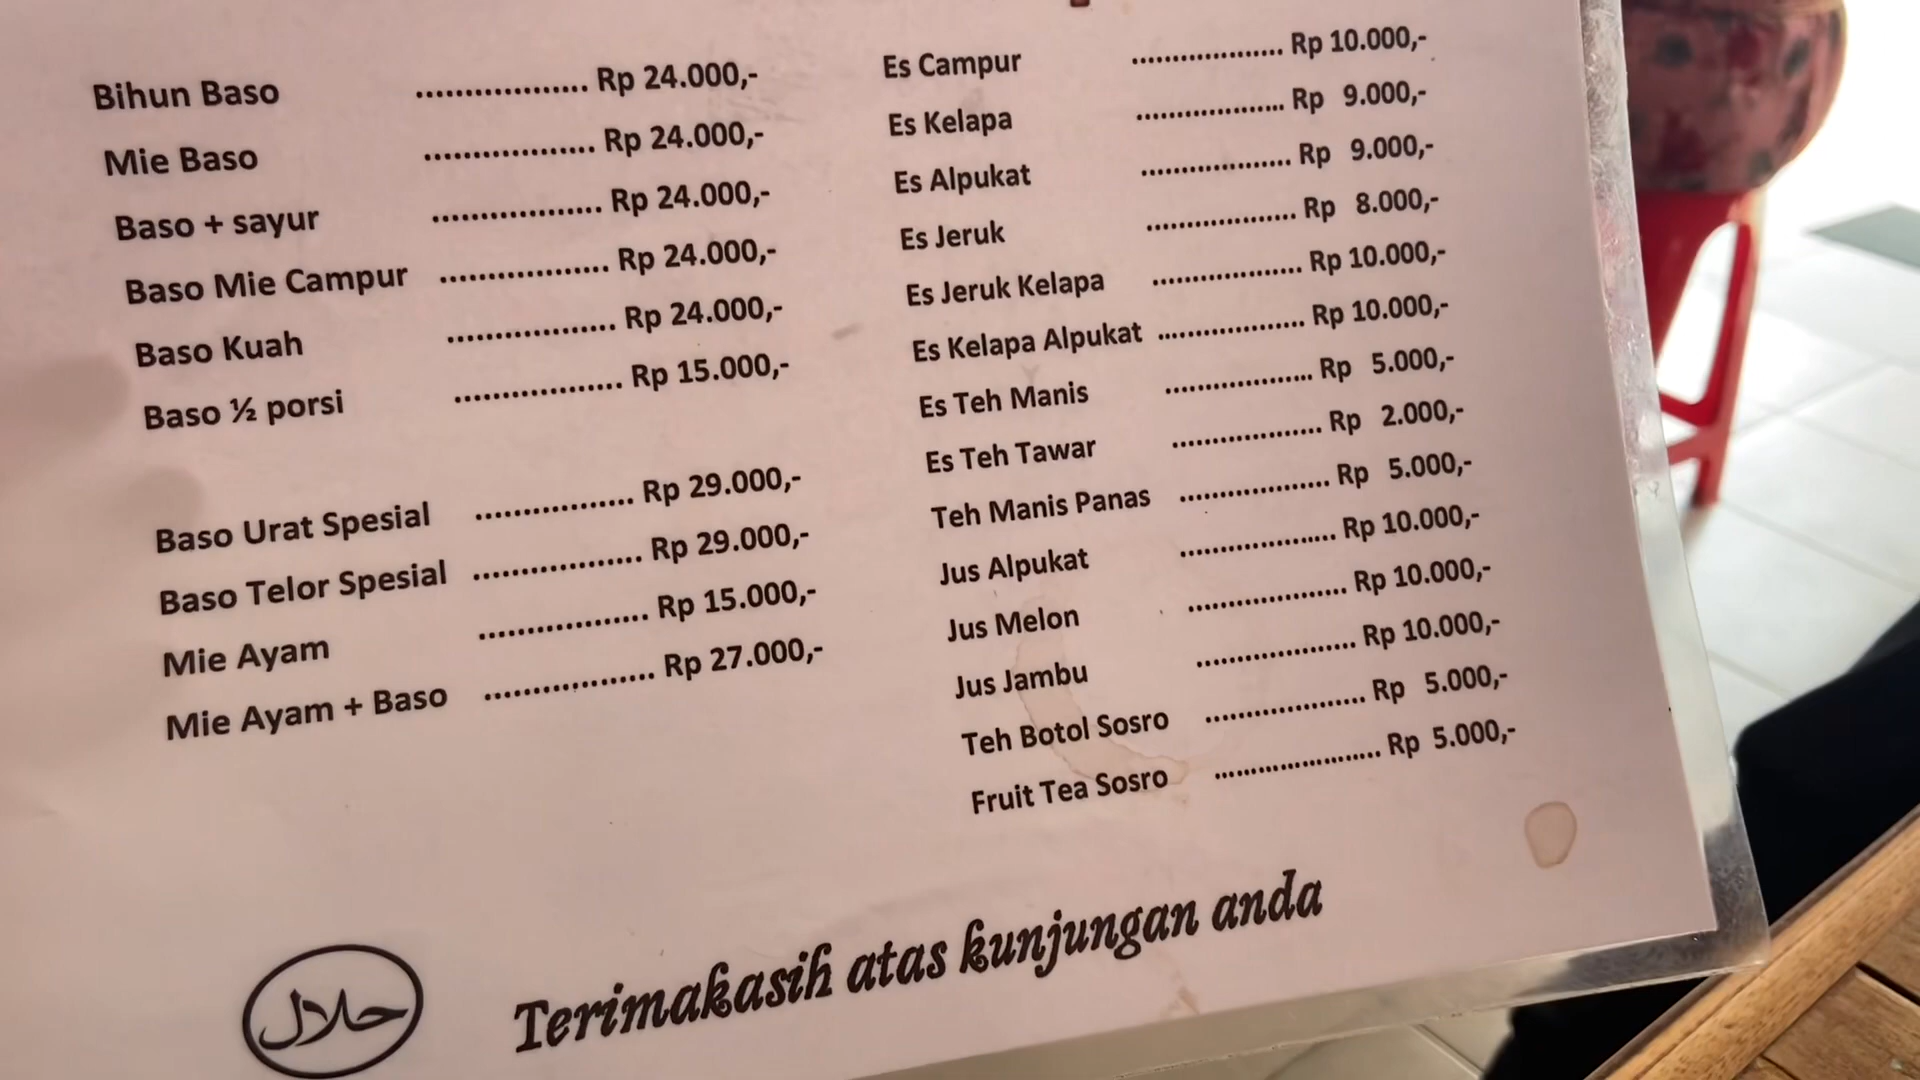 Bihun Baso .................. Rp 24.000,-
Mie Baso .................. Rp 24.000,-
Baso + sayur .................. Rp 24.000,-
Baso Mie Campur .................. Rp 24.000,-
Baso Kuah .................. Rp 24.000,-
Baso ½ porsi .................. Rp 15.000,-
Baso Urat Spesial ................. Rp 29.000,-
Baso Telor Spesial .................. Rp 29.000,-
Mie Ayam .................. Rp 15.000,-
Mie Ayam + Baso .................. Rp 27.000,-
Es Campur .................. Rp 10.000,-
Es Kelapa .................. Rp 9.000,-
Es Alpukat .................. Rp 9.000,-
Es Jeruk .................. Rp 8.000,-
Es Jeruk Kelapa .................. Rp 10.000,-
Es Kelapa Alpukat .................. Rp 10.000,-
Es Teh Manis .................. Rp 5.000,-
Es Teh Tawar .................. Rp 2.000,-
Teh Manis Panas .................. Rp 5.000,-
Jus Alpukat .................. Rp 10.000,-
Jus Melon .................. Rp 10.000,-
Jus Jambu .................. Rp 10.000,-
Teh Botol Sosro .................. Rp 5.000,-
Fruit Tea Sosro .................. Rp 5.000,-
حلال
Terimakasih atas kunjungan anda